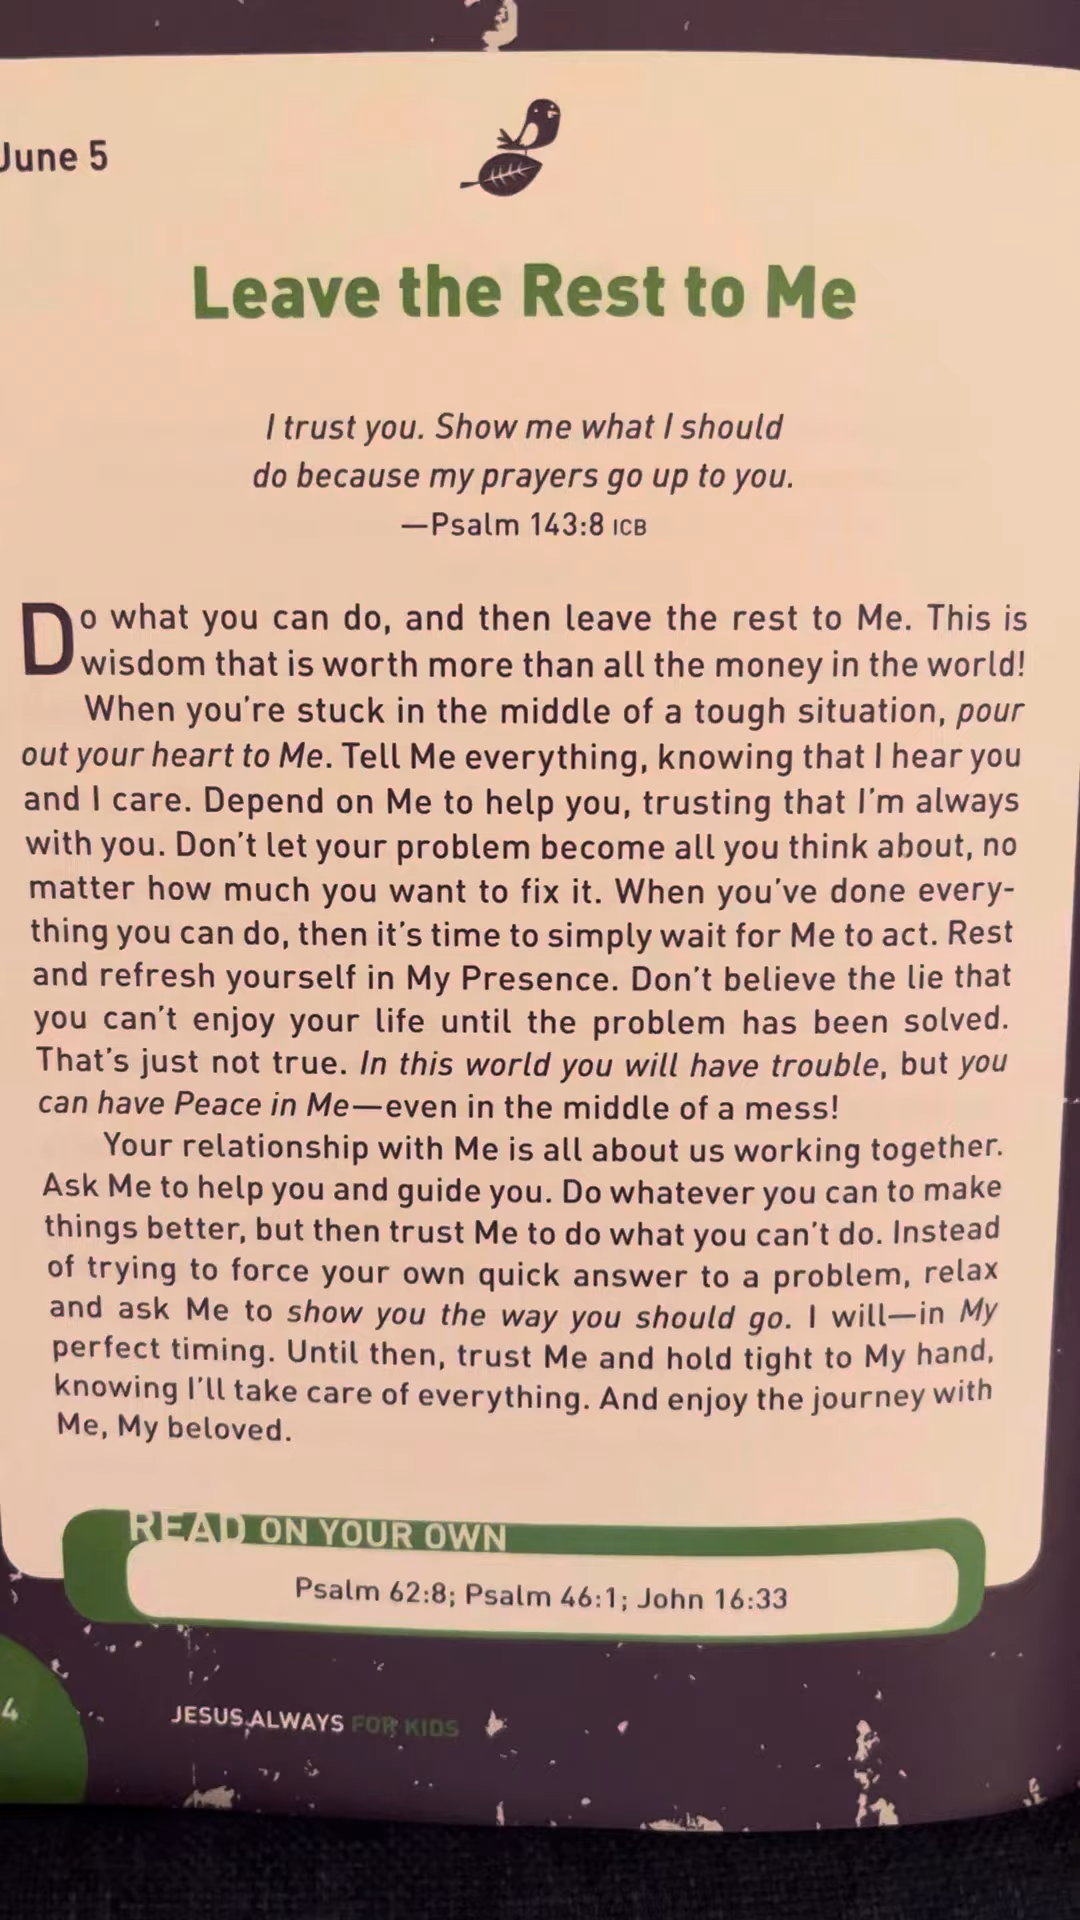 June 5
Leave the Rest to Me
I trust you. Show me what I should
do because my prayers go up to you.
—Psalm 143:8 ICB
Do what you can do, and then leave the rest to Me. This is
wisdom that is worth more than all the money in the world!
When you're stuck in the middle of a tough situation, pour
out your heart to Me. Tell Me everything, knowing that I hear you
and I care. Depend on Me to help you, trusting that I'm always
with you. Don't let your problem become all you think about, no
matter how much you want to fix it. When you've done every-
thing you can do, then it's time to simply wait for Me to act. Rest
and refresh yourself in My Presence. Don't believe the lie that
you can't enjoy your life until the problem has been solved.
That's just not true. In this world you will have trouble, but you
can have Peace in Me—even in the middle of a mess!
Your relationship with Me is all about us working together.
Ask Me to help you and guide you. Do whatever you can to make
things better, but then trust Me to do what you can't do. Instead
of trying to force your own quick answer to a problem, relax
and ask Me to show you the way you should go. I will—in My
perfect timing. Until then, trust Me and hold tight to My hand,
knowing I'll take care of everything. And enjoy the journey with
Me, My beloved.
READ ON YOUR OWN
Psalm 62:8; Psalm 46:1; John 16:33
4
JESUS ALWAYS FOR KIDS